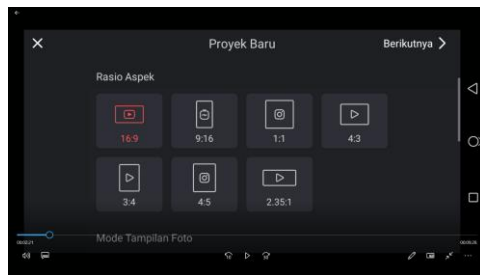 Proyek Baru
Berikutnya
Rasio Aspek
16:9
9:16
1:1
4:3
3:4
4:5
2.35:1
Mode Tampilan Foto